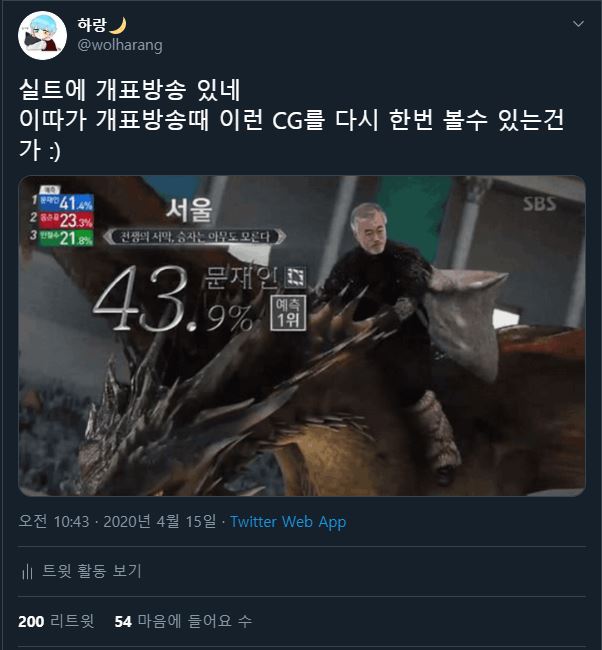 하랑🌙
@wolharang
실트에 개표방송 있네
이따가 개표방송때 이런 CG를 다시 한번 볼수 있는건
가 :)
예측
1 문재인 41.4%
2 홍준표 23.3%
3 안철수 21.8%
서울
전쟁의 서막, 승자는 아무도 모른다
SBS
43.9%
문재인
예측
1위
오전 10:43 · 2020년 4월 15일 · Twitter Web App
트윗 활동 보기
200 리트윗 54 마음에 들어요 수